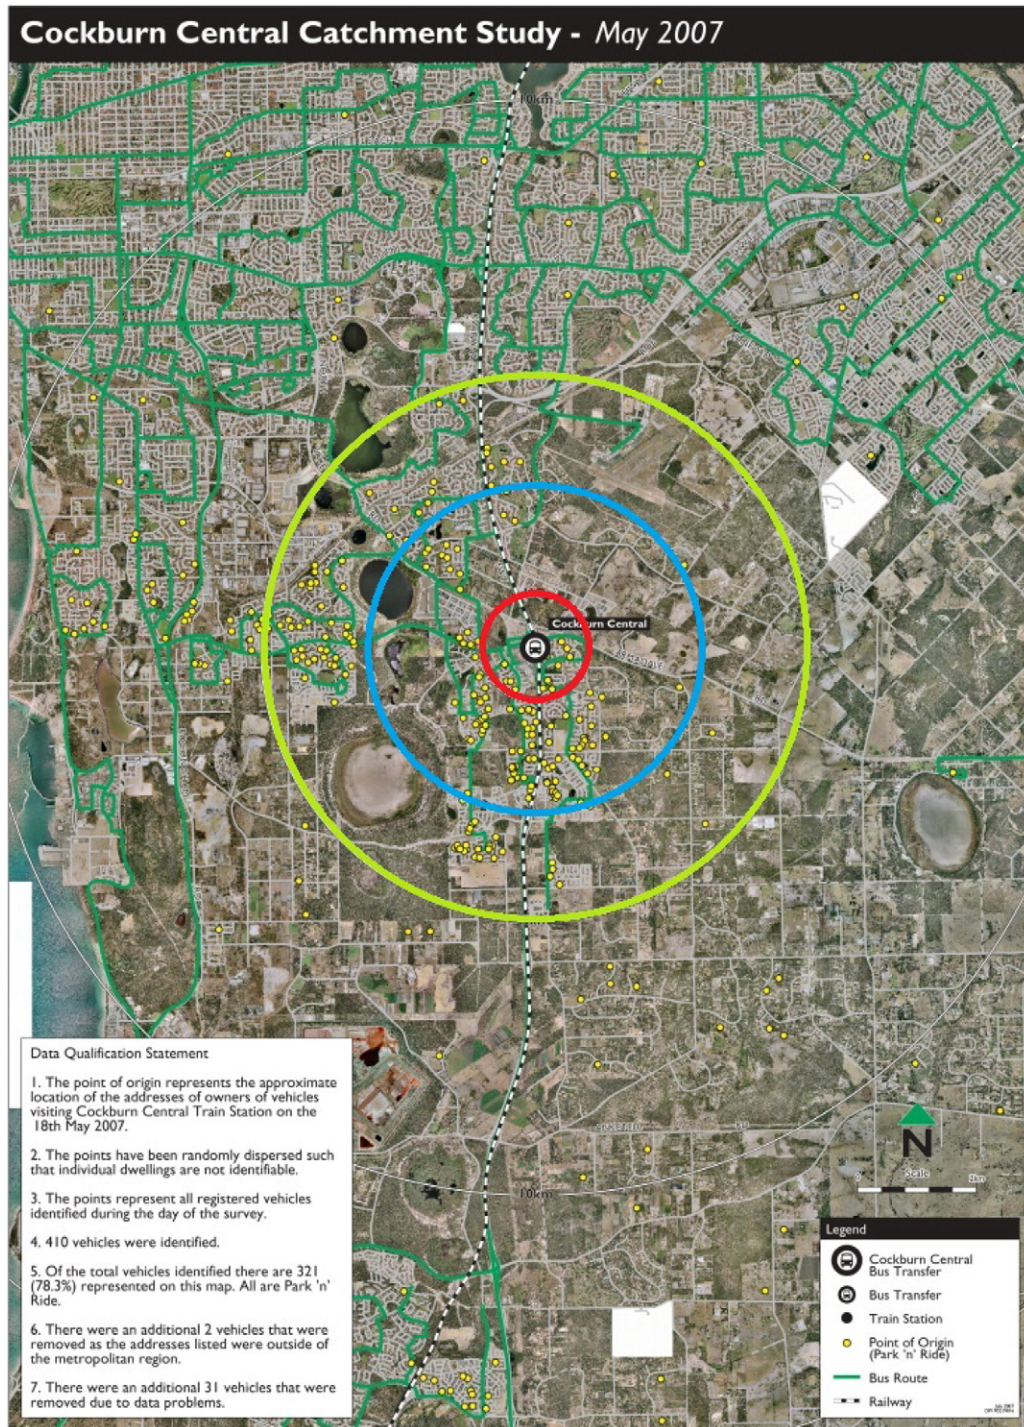 Cockburn Central Catchment Study - May 2007
10km
Cockburn Central
ARMADALE
10km
Data Qualification Statement
1. The point of origin represents the approximate
location of the addresses of owners of vehicles
visiting Cockburn Central Train Station on the
18th May 2007.
2. The points have been randomly dispersed such
that individual dwellings are not identifiable.
3. The points represent all registered vehicles
identified during the day of the survey.
4. 410 vehicles were identified.
5. Of the total vehicles identified there are 321
(78.3%) represented on this map. All are Park 'n'
Ride.
6. There were an additional 2 vehicles that were
removed as the addresses listed were outside of
the metropolitan region.
7. There were an additional 31 vehicles that were
removed due to data problems.
N
Scale
0 2km
Legend
Cockburn Central
Bus Transfer
Bus Transfer
Train Station
Point of Origin
(Park 'n' Ride)
Bus Route
Railway